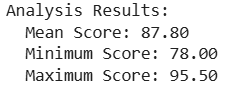 Analysis Results:
Mean Score: 87.80
Minimum Score: 78.00
Maximum Score: 95.50